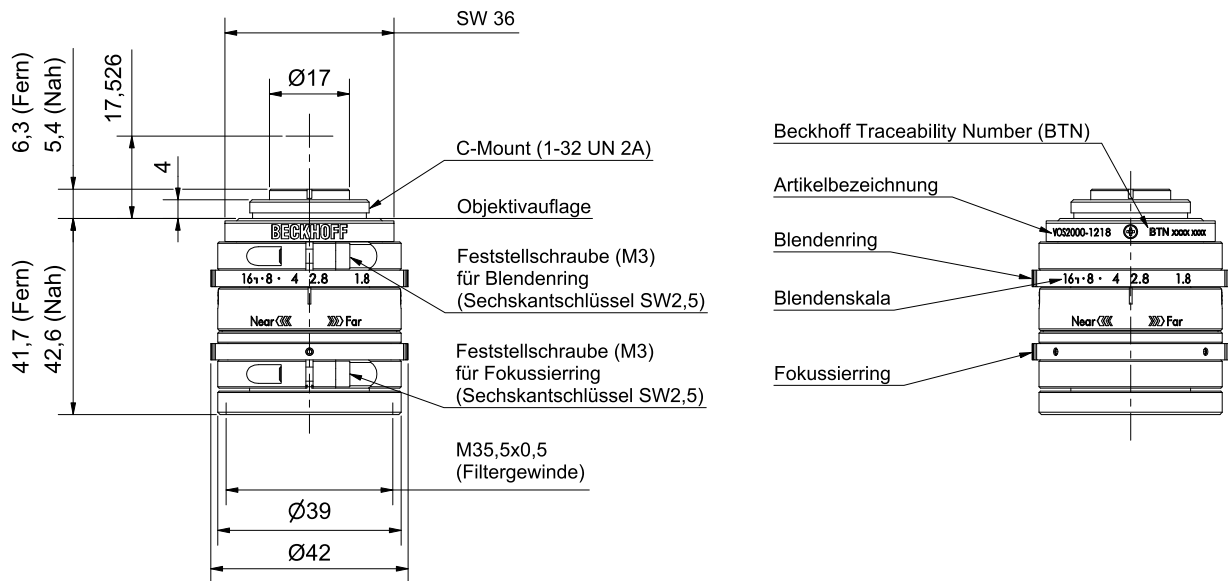 SW 36
Ø17
6,3 (Fern)
5,4 (Nah)
17,526
4
C-Mount (1-32 UN 2A)
Objektivauflage
BECKHOFF
Feststellschraube (M3)
für Blendenring
(Sechskantschlüssel SW2,5)
16 8 4 2.8 1.8
41,7 (Fern)
42,6 (Nah)
Near Far
Feststellschraube (M3)
für Fokussierring
(Sechskantschlüssel SW2,5)
M35,5x0,5
(Filtergewinde)
Ø39
Ø42
Beckhoff Traceability Number (BTN)
Artikelbezeichnung
VOS2000-1218 BTN xxxx xxxx
Blendenring
16 8 4 2.8 1.8
Blendenskala
Near Far
Fokussierring